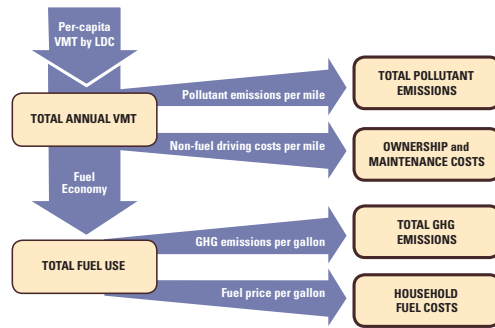 Per-capita
VMT by LDC
Pollutant emissions per mile
TOTAL POLLUTANT
EMISSIONS
TOTAL ANNUAL VMT
Non-fuel driving costs per mile
OWNERSHIP and
MAINTENANCE COSTS
Fuel
Economy
GHG emissions per gallon
TOTAL GHG
EMISSIONS
TOTAL FUEL USE
Fuel price per gallon
HOUSEHOLD
FUEL COSTS